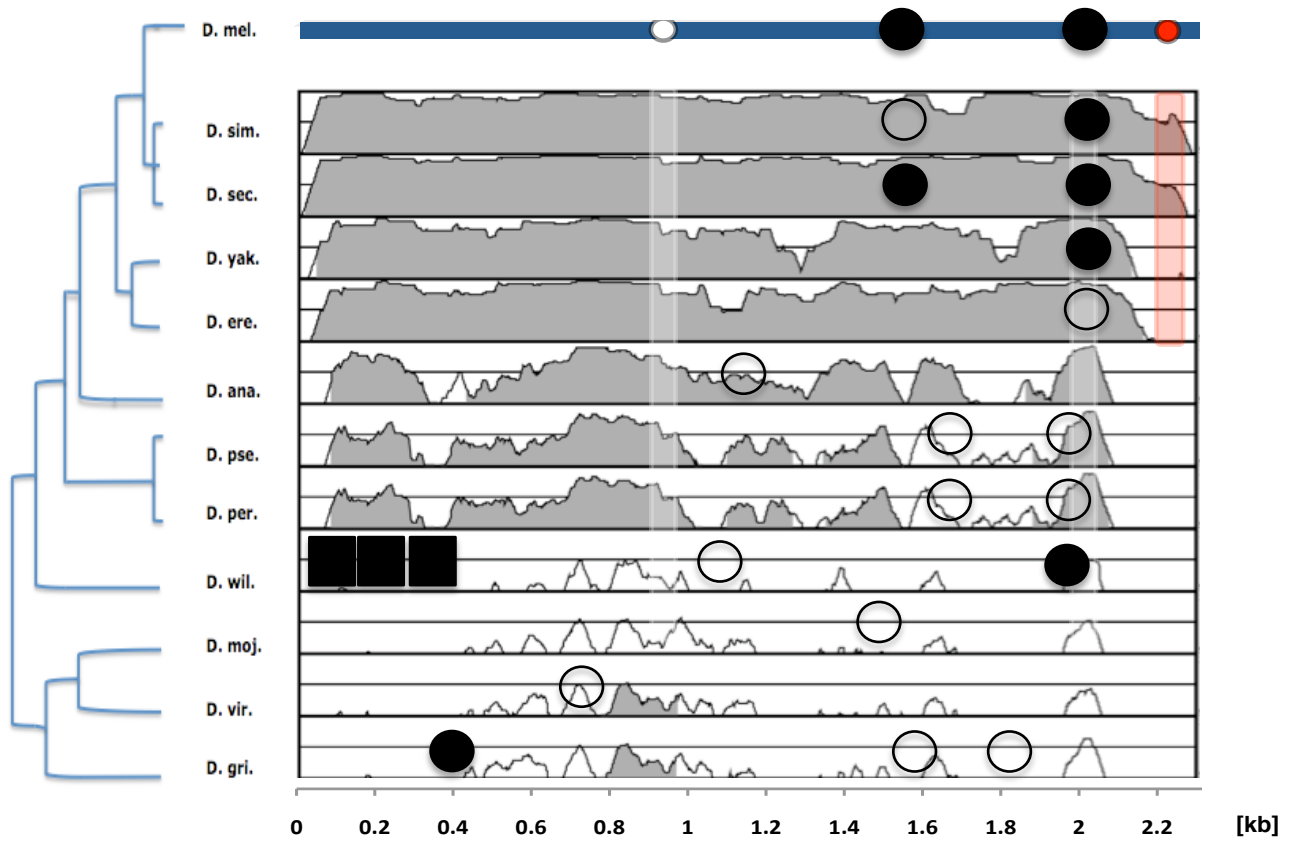 D. mel.
D. sim.
D. sec.
D. yak.
D. ere.
D. ana.
D. pse.
D. per.
D. wil.
D. moj.
D. vir.
D. gri.
0 0.2 0.4 0.6 0.8 1 1.2 1.4 1.6 1.8 2 2.2 [kb]